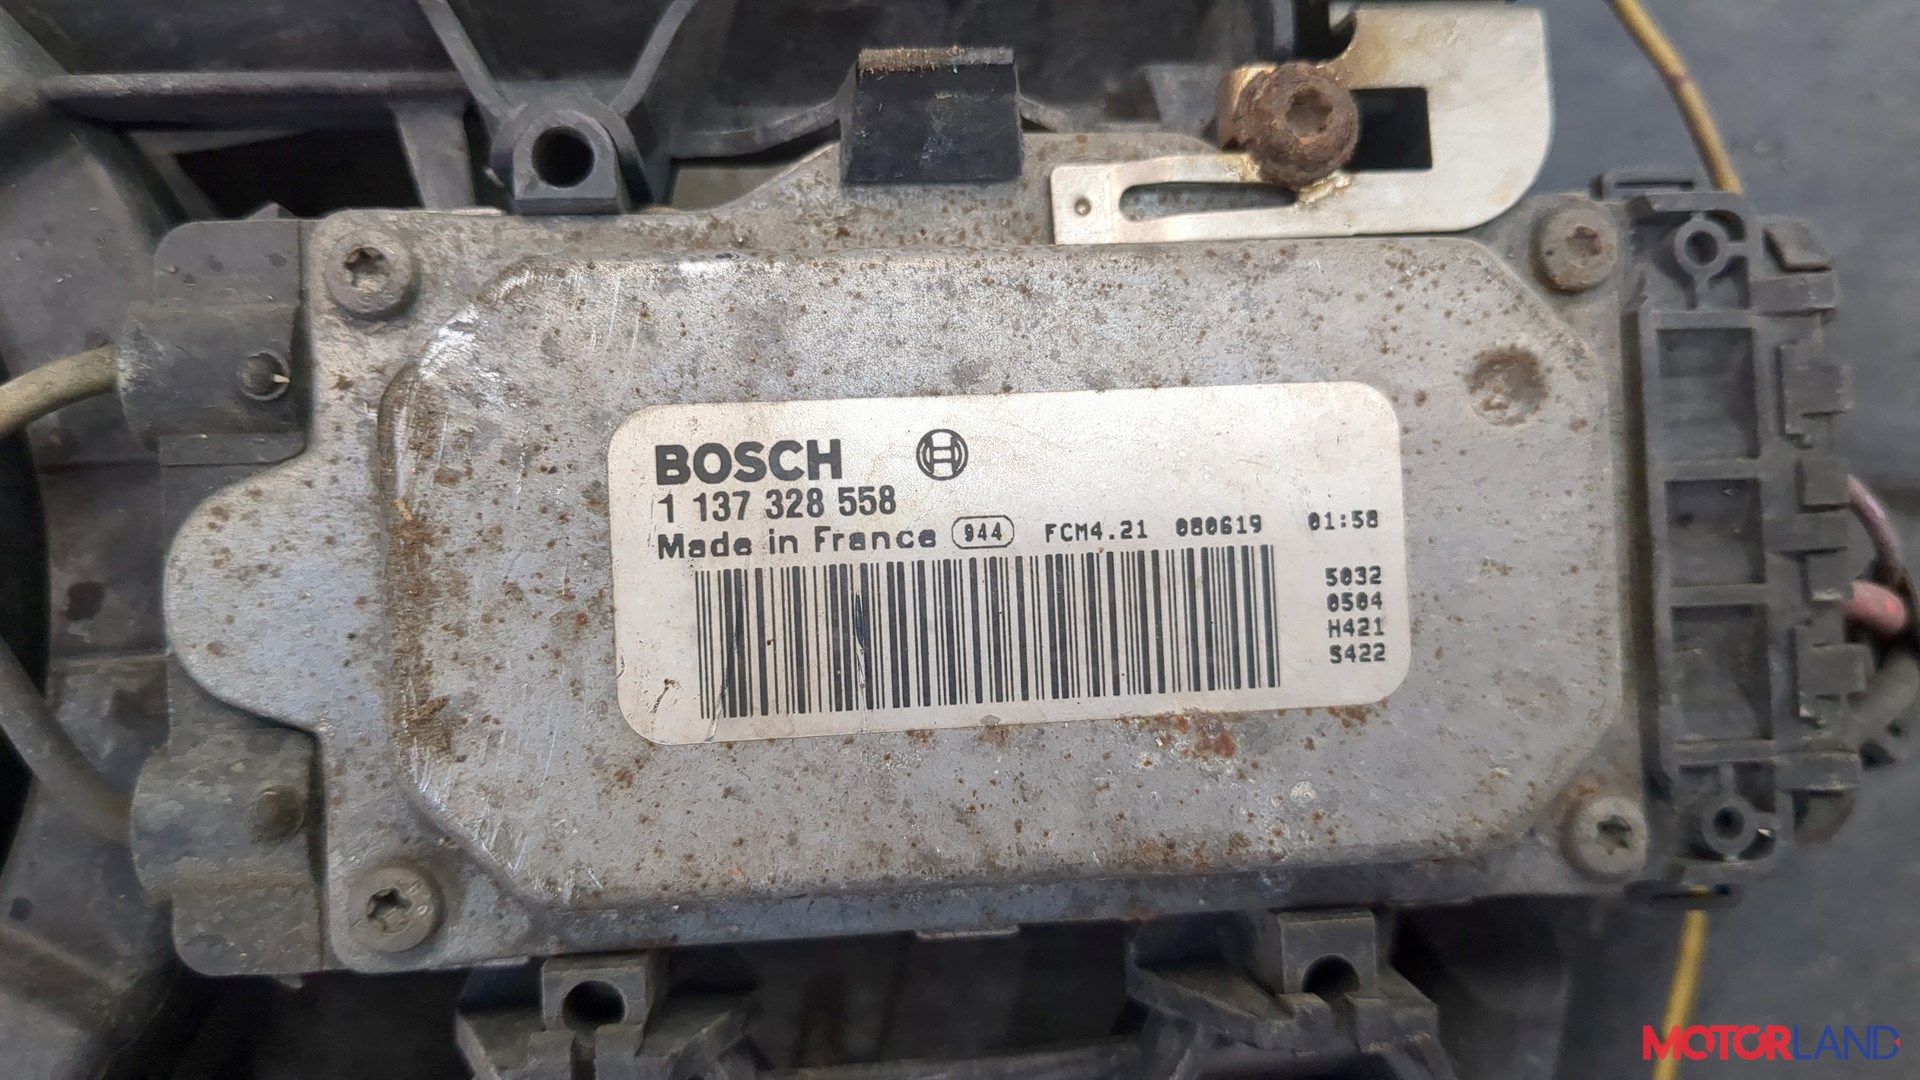 BOSCH
1 137 328 558
Made in France 944 FCM4.21 080619 01:58
5032
0504
H421
S422
MOTORLAND